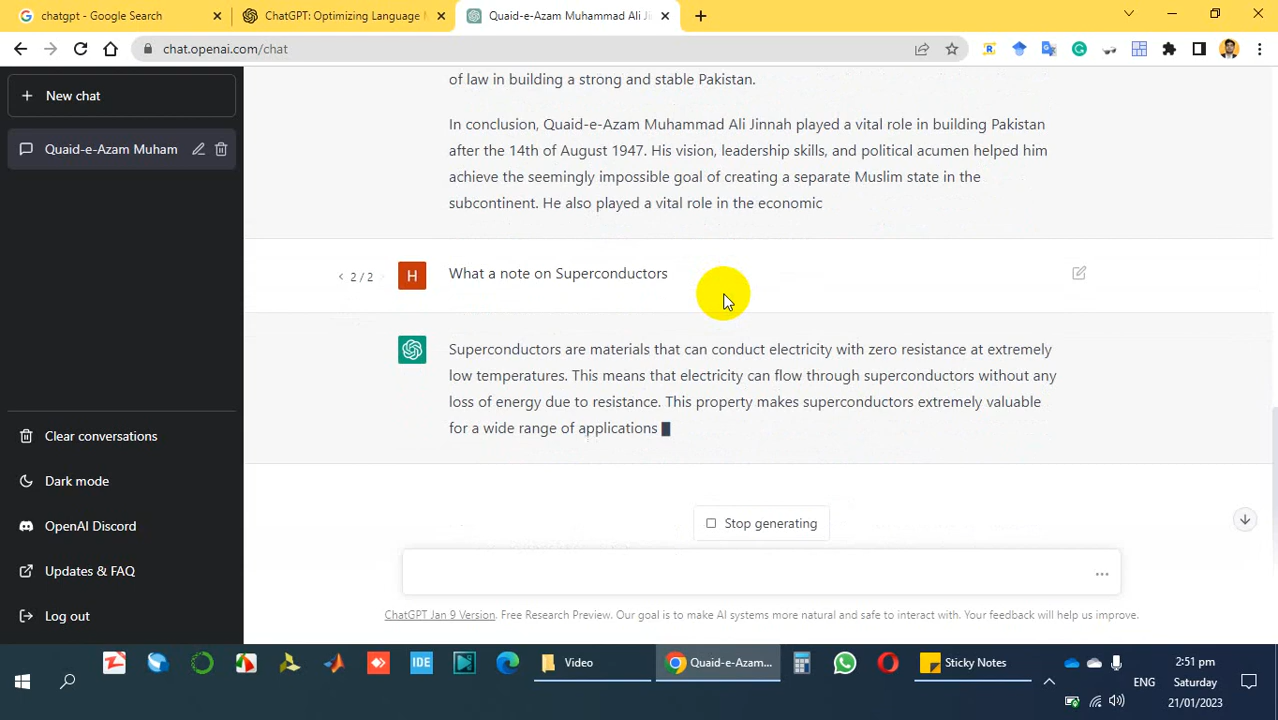 chatgpt - Google Search
ChatGPT: Optimizing Language
Quaid-e-Azam Muhammad Ali Ji
chat.openai.com/chat
New chat
Quaid-e-Azam Muham
of law in building a strong and stable Pakistan.
In conclusion, Quaid-e-Azam Muhammad Ali Jinnah played a vital role in building Pakistan
after the 14th of August 1947. His vision, leadership skills, and political acumen helped him
achieve the seemingly impossible goal of creating a separate Muslim state in the
subcontinent. He also played a vital role in the economic
< 2 / 2
H
What a note on Superconductors
Superconductors are materials that can conduct electricity with zero resistance at extremely
low temperatures. This means that electricity can flow through superconductors without any
loss of energy due to resistance. This property makes superconductors extremely valuable
for a wide range of applications
Clear conversations
Dark mode
OpenAI Discord
Updates & FAQ
Log out
Stop generating
ChatGPT Jan 9 Version. Free Research Preview. Our goal is to make AI systems more natural and safe to interact with. Your feedback will help us improve.
IDE
Video
Quaid-e-Azam...
Sticky Notes
ENG
2:51 pm
Saturday
21/01/2023